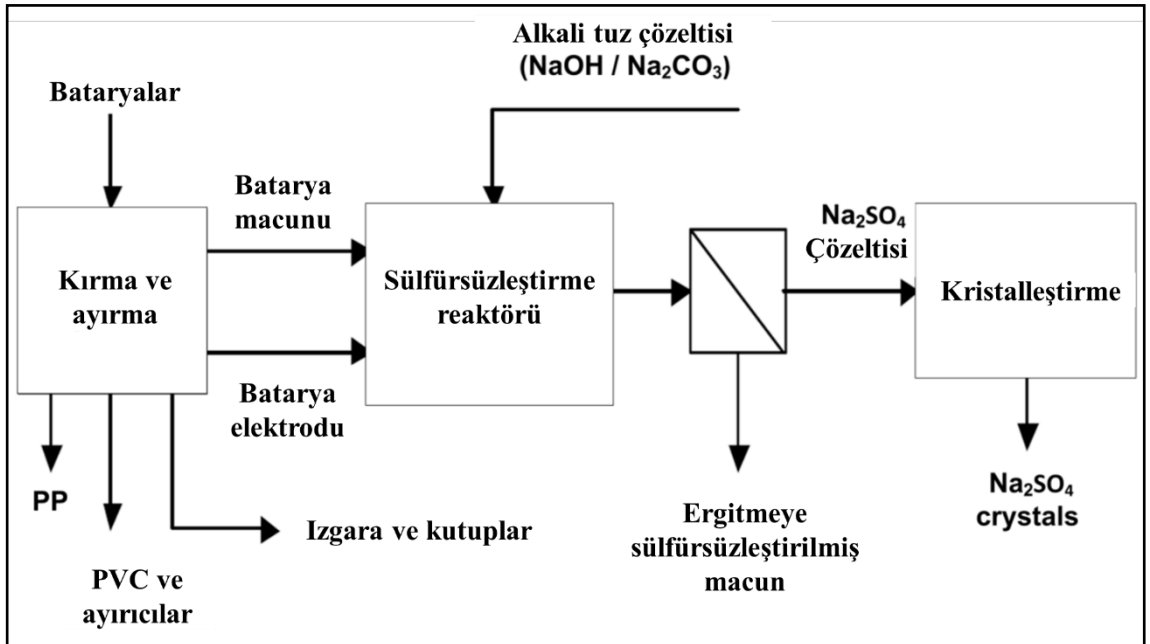 Alkali tuz çözeltisi
(NaOH / Na₂CO₃)
Bataryalar
Batarya
macunu
Kırma ve
ayırma
Batarya
elektrodu
Sülfürsüzleştirme
reaktörü
Na₂SO₄
Çözeltisi
Kristalleştirme
PP
PVC ve
ayırıcılar
Izgara ve kutuplar
Ergitmeye
sülfürsüzleştirilmiş
macun
Na₂SO₄
crystals